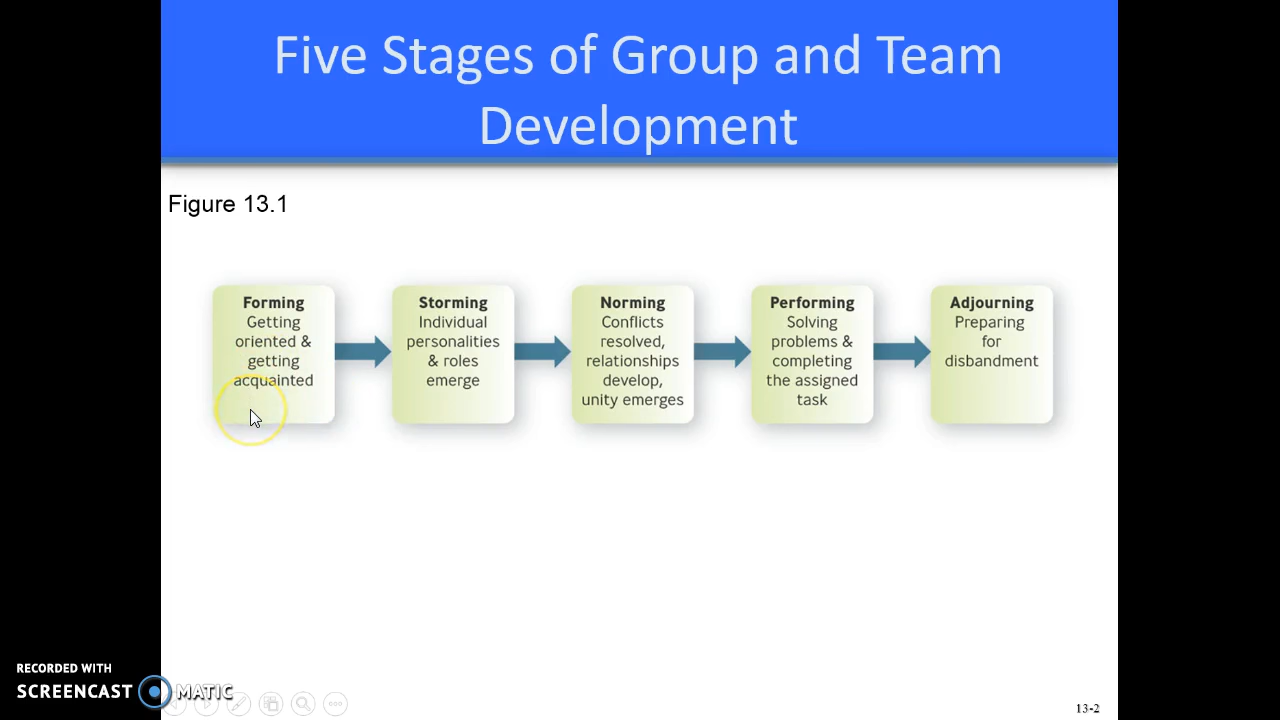 Five Stages of Group and Team
Development
Figure 13.1
Forming
Getting
oriented &
getting
acquainted
Storming
Individual
personalities
& roles
emerge
Norming
Conflicts
resolved,
relationships
develop,
unity emerges
Performing
Solving
problems &
completing
the assigned
task
Adjourning
Preparing
for
disbandment
RECORDED WITH
SCREENCAST MATIC
13-2